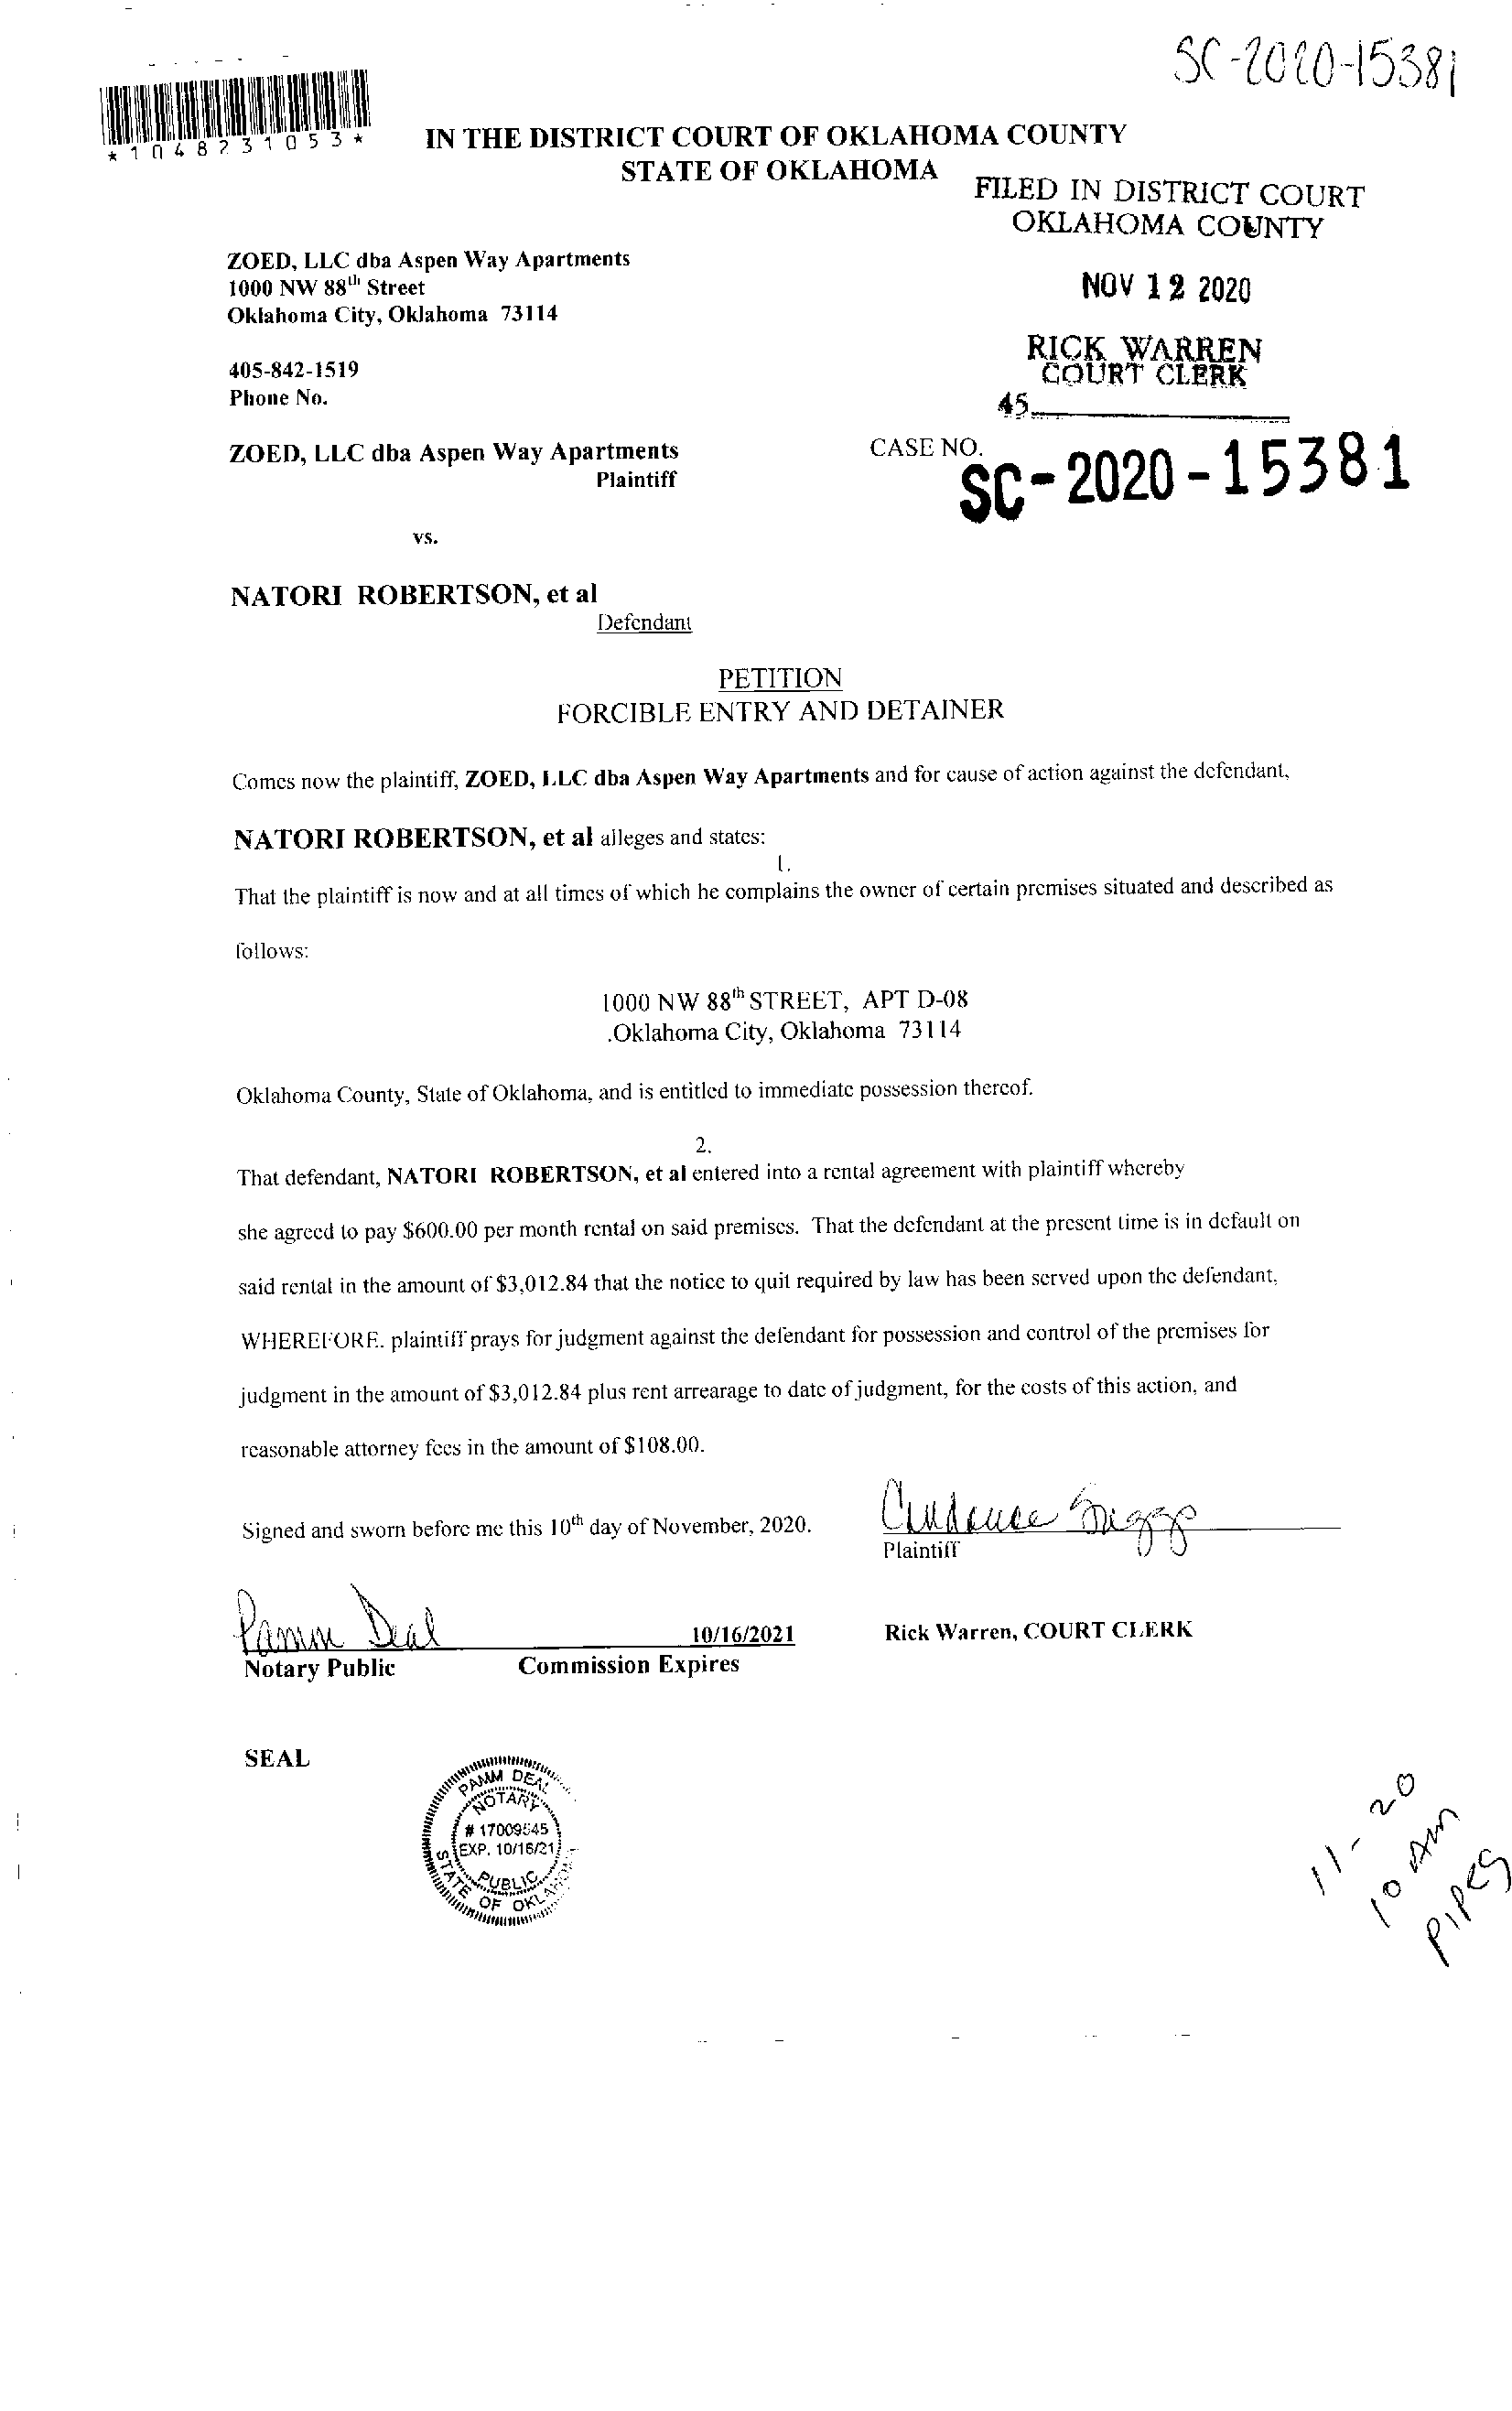 SC-2020-15381
*1048231053*
IN THE DISTRICT COURT OF OKLAHOMA COUNTY
STATE OF OKLAHOMA
FILED IN DISTRICT COURT
OKLAHOMA COUNTY
ZOED, LLC dba Aspen Way Apartments
1000 NW 88th Street
Oklahoma City, Oklahoma 73114
NOV 12 2020
RICK WARREN
COURT CLERK
405-842-1519
Phone No.
45
ZOED, LLC dba Aspen Way Apartments
Plaintiff
CASE NO.
SC-2020-15381
vs.
NATORI ROBERTSON, et al
Defendant
PETITION
FORCIBLE ENTRY AND DETAINER
Comes now the plaintiff, ZOED, LLC dba Aspen Way Apartments and for cause of action against the defendant,
NATORI ROBERTSON, et al alleges and states:
1.
That the plaintiff is now and at all times of which he complains the owner of certain premises situated and described as
follows:
1000 NW 88th STREET, APT D-08
.Oklahoma City, Oklahoma 73114
Oklahoma County, State of Oklahoma, and is entitled to immediate possession thereof.
2.
That defendant, NATORI ROBERTSON, et al entered into a rental agreement with plaintiff whereby
she agreed to pay $600.00 per month rental on said premises. That the defendant at the present time is in default on
said rental in the amount of $3,012.84 that the notice to quit required by law has been served upon the defendant,
WHEREFORE. plaintiff prays for judgment against the defendant for possession and control of the premises for
judgment in the amount of $3,012.84 plus rent arrearage to date of judgment, for the costs of this action, and
reasonable attorney fees in the amount of $108.00.
Signed and sworn before me this 10th day of November, 2020.
Plaintiff
Pamm Deal
10/16/2021
Rick Warren, COURT CLERK
Notary Public
Commission Expires
SEAL
PAMM DEAL
NOTARY
# 17009545
EXP. 10/16/21
PUBLIC
STATE OF OKLAHOMA
11-20
10 AM
PIPES